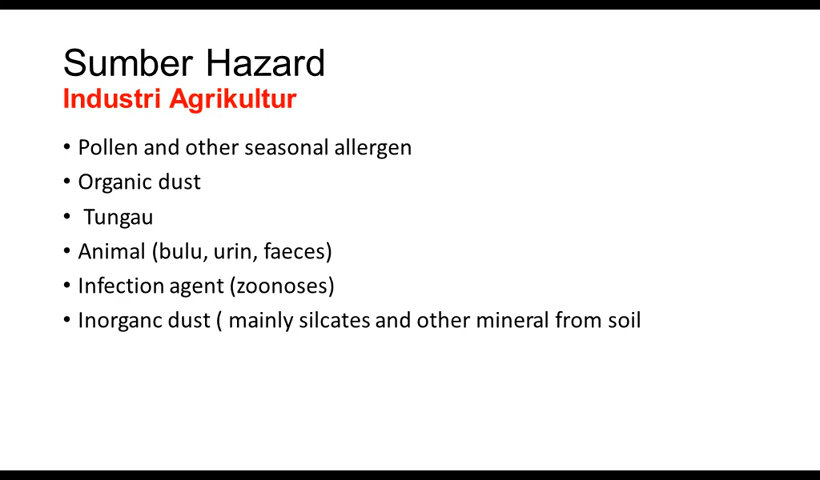 Sumber Hazard
Industri Agrikultur
• Pollen and other seasonal allergen
• Organic dust
• Tungau
• Animal (bulu, urin, faeces)
• Infection agent (zoonoses)
• Inorganc dust ( mainly silcates and other mineral from soil